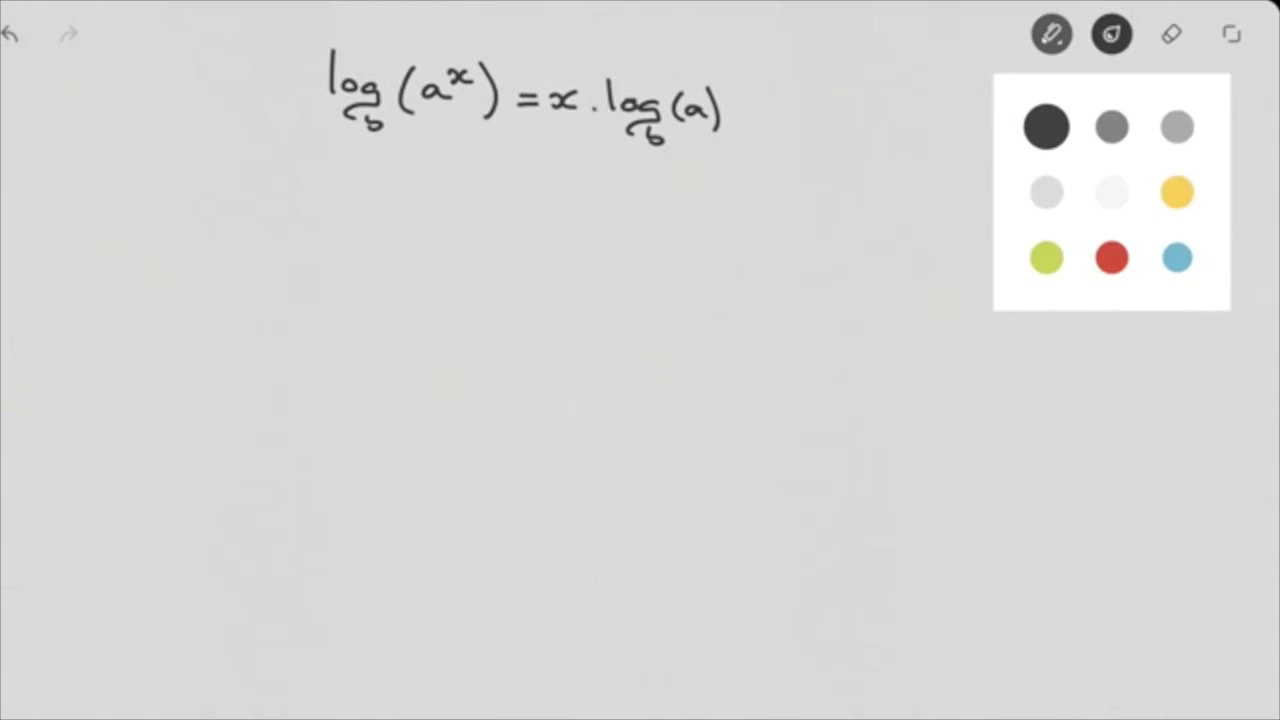 log_b (a^x) = x . log_b (a)